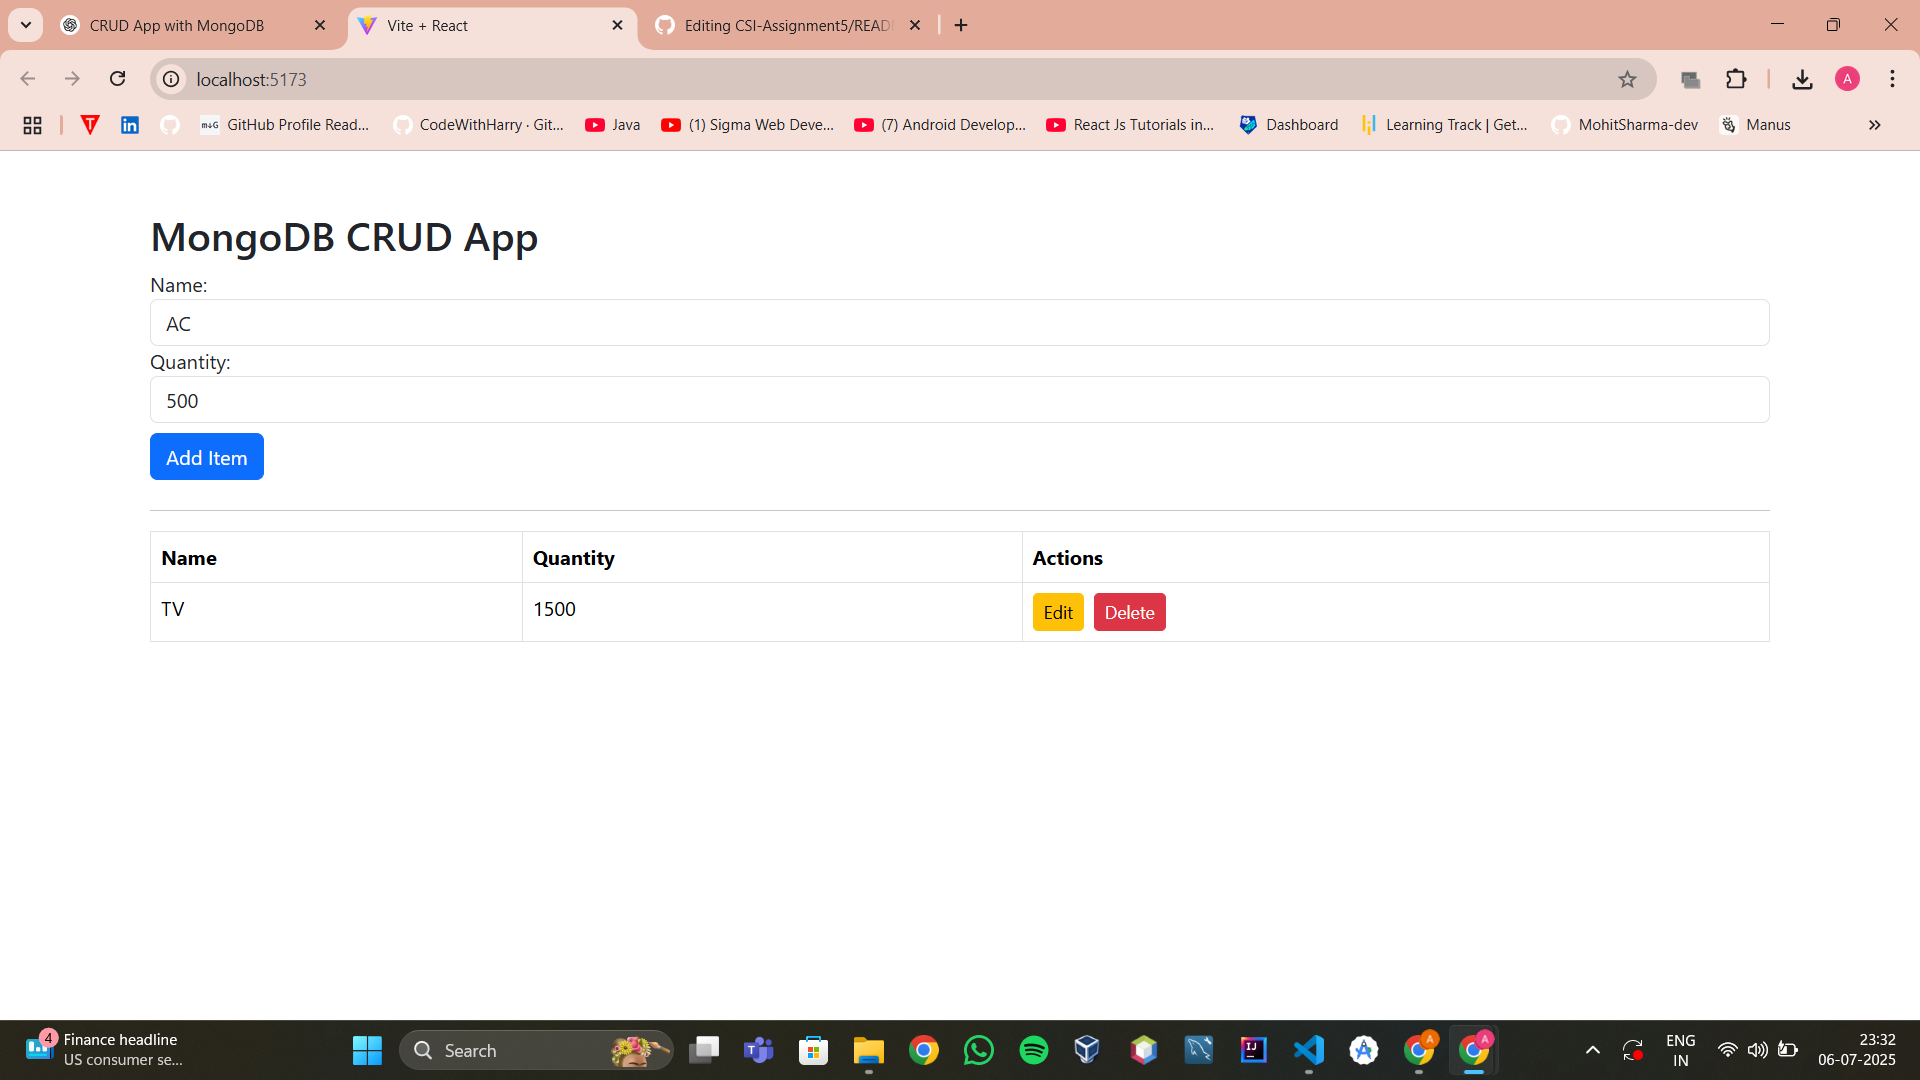 CRUD App with MongoDB
Vite + React
Editing CSI-Assignment5/READ
localhost:5173
A
GitHub Profile Read...
CodeWithHarry · Git...
Java
(1) Sigma Web Deve...
(7) Android Develop...
React Js Tutorials in...
Dashboard
Learning Track | Get...
MohitSharma-dev
Manus
MongoDB CRUD App
Name:
AC
Quantity:
500
Add Item
Name Quantity Actions
TV 1500 Edit Delete
4
Finance headline
US consumer se...
Search
ENG
IN
23:32
06-07-2025